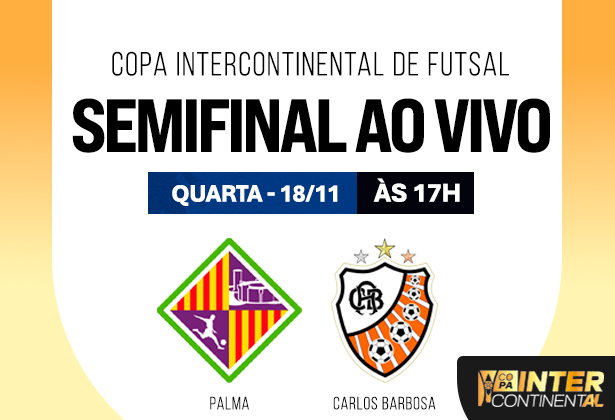 COPA INTERCONTINENTAL DE FUTSAL
SEMIFINAL AO VIVO
QUARTA - 18/11 ÀS 17H
PALMA
CARLOS BARBOSA
COPA INTER
CONTINENTAL